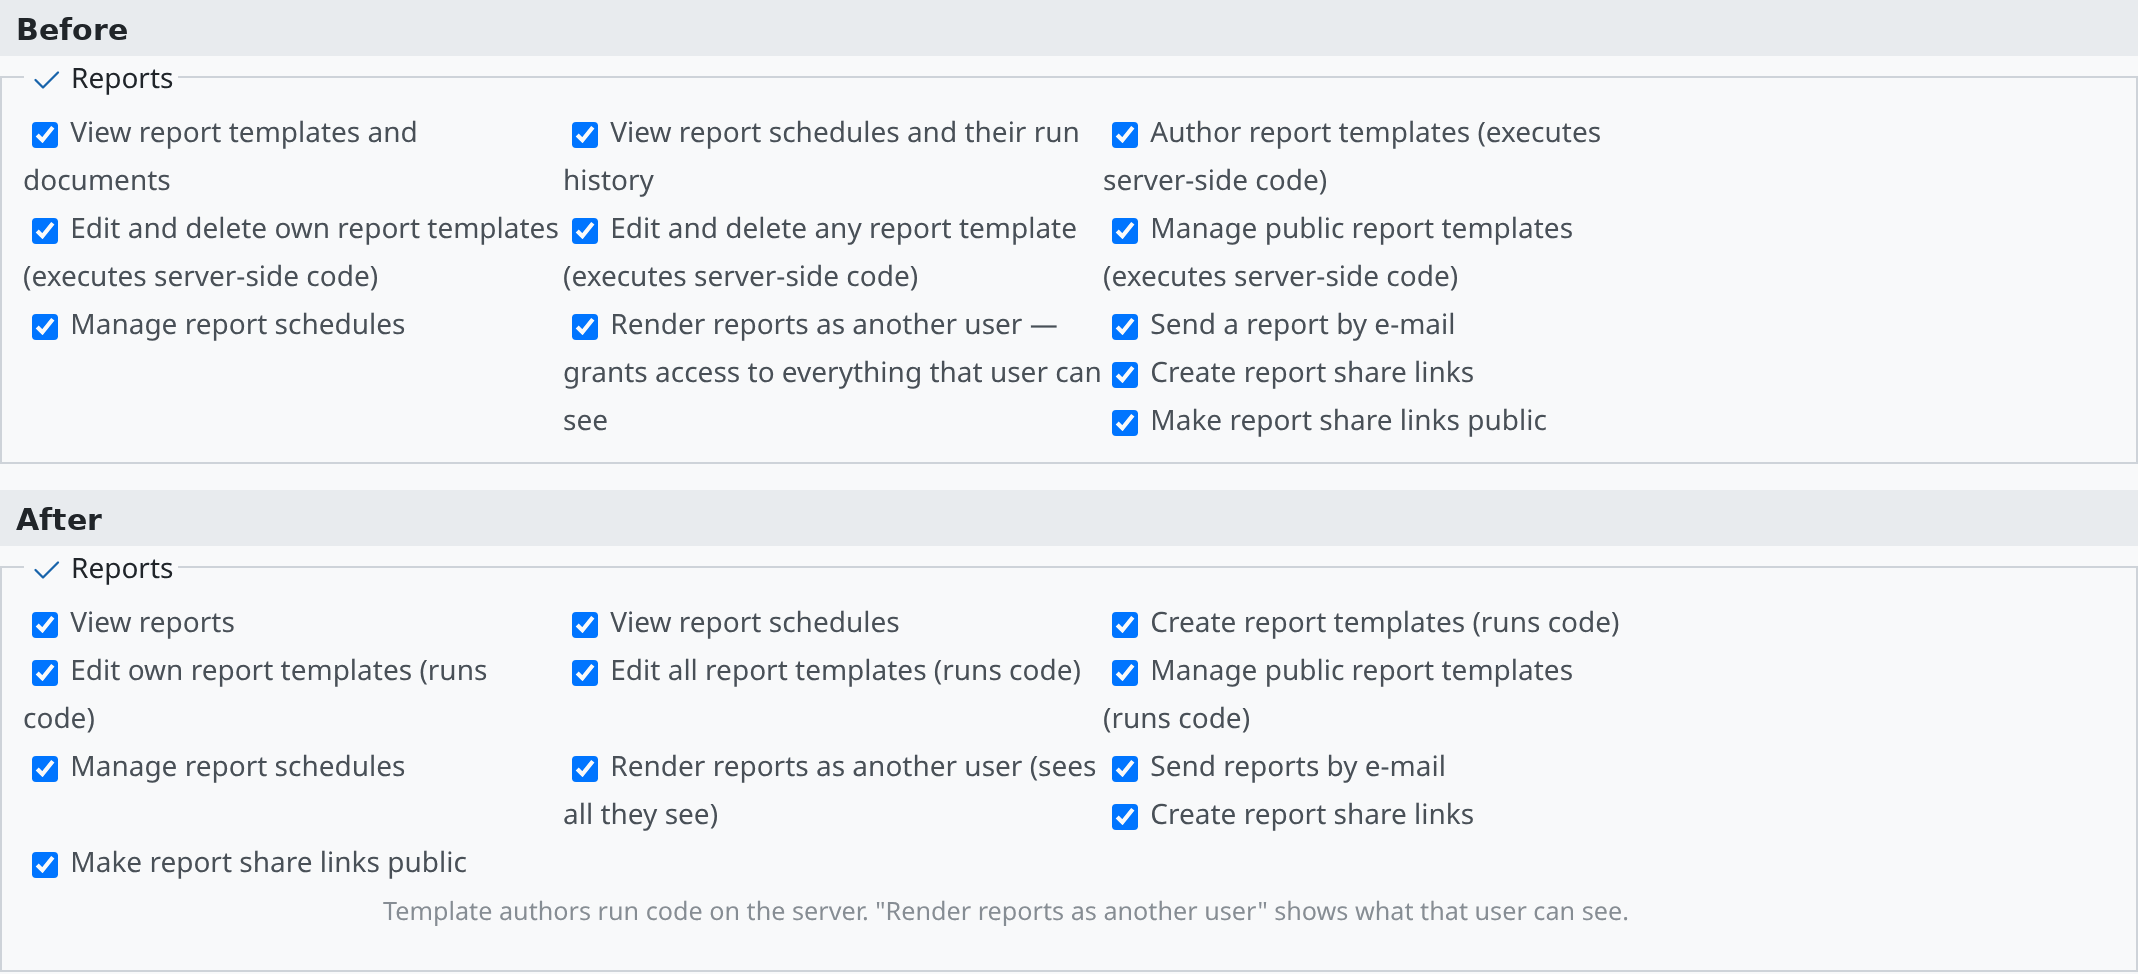 Before
Reports
View report templates and
documents
View report schedules and their run
history
Author report templates (executes
server-side code)
Edit and delete own report templates
(executes server-side code)
Edit and delete any report template
(executes server-side code)
Manage public report templates
(executes server-side code)
Manage report schedules
Render reports as another user —
grants access to everything that user can
see
Send a report by e-mail
Create report share links
Make report share links public
After
Reports
View reports
View report schedules
Create report templates (runs code)
Edit own report templates (runs
code)
Edit all report templates (runs code)
Manage public report templates
(runs code)
Manage report schedules
Render reports as another user (sees
all they see)
Send reports by e-mail
Create report share links
Make report share links public
Template authors run code on the server. "Render reports as another user" shows what that user can see.